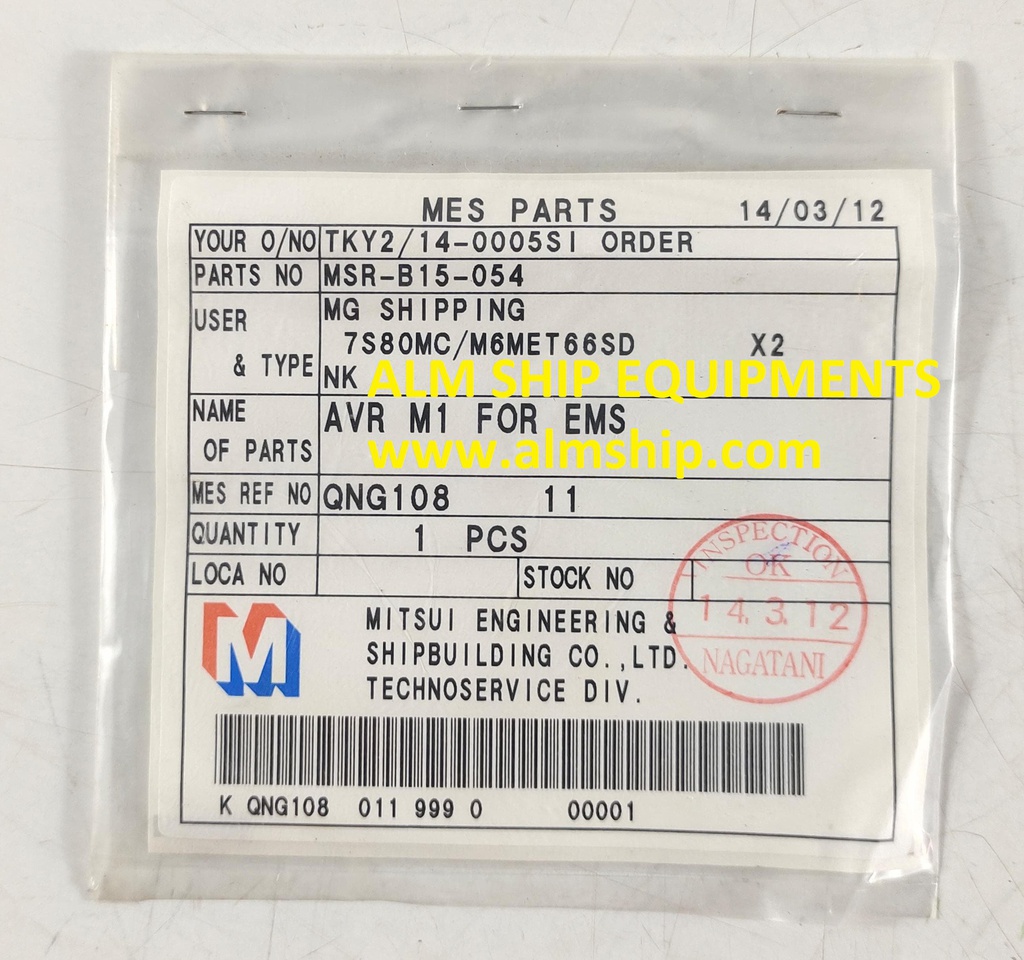 MES PARTS 14/03/12
YOUR O/NO TKY2/14-0005SI ORDER
PARTS NO MSR-B15-054
USER MG SHIPPING
7S80MC/M6MET66SD X2
& TYPE NK
ALM SHIP EQUIPMENTS
NAME AVR M1 FOR EMS
OF PARTS
www.almship.com
MES REF NO QNG108 11
QUANTITY 1 PCS
LOCA NO STOCK NO
INSPECTION
OK
14.3.12
NAGATANI
M
MITSUI ENGINEERING &
SHIPBUILDING CO.,LTD.
TECHNOSERVICE DIV.
K QNG108 011 999 0 00001